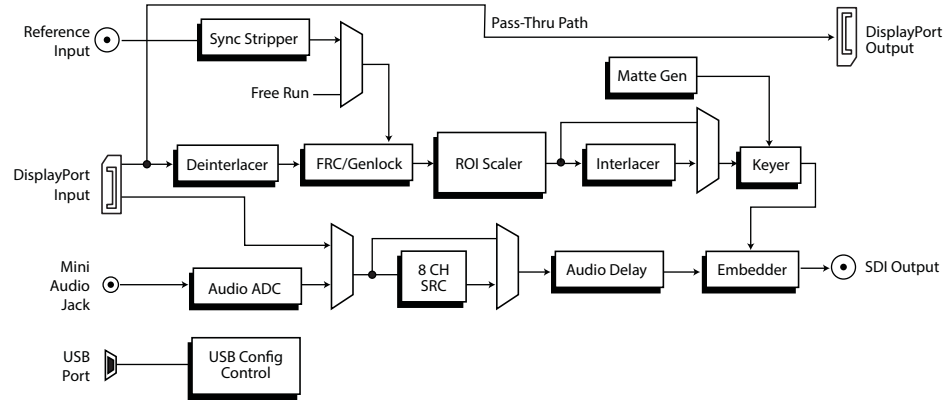 Pass-Thru Path
Reference
Input
Sync Stripper
DisplayPort
Output
Free Run
Matte Gen
DisplayPort
Input
Deinterlacer
FRC/Genlock
ROI Scaler
Interlacer
Keyer
Mini
Audio
Jack
Audio ADC
8 CH
SRC
Audio Delay
Embedder
SDI Output
USB
Port
USB Config
Control